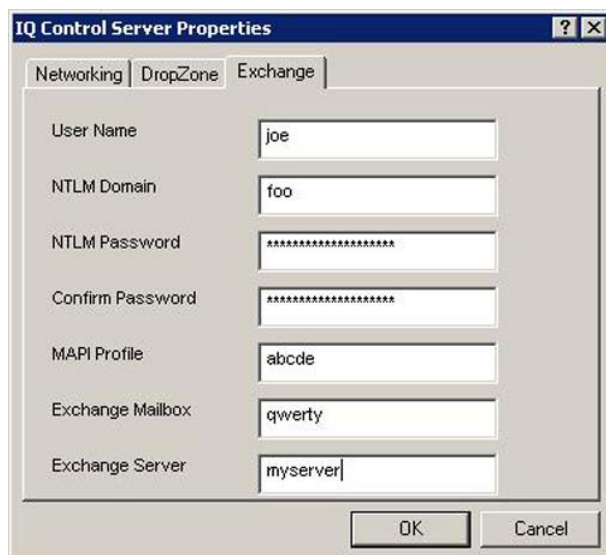 IQ Control Server Properties ? X
Networking DropZone Exchange
User Name joe
NTLM Domain foo
NTLM Password ********************
Confirm Password ********************
MAPI Profile abcde
Exchange Mailbox qwerty
Exchange Server myserver
OK Cancel